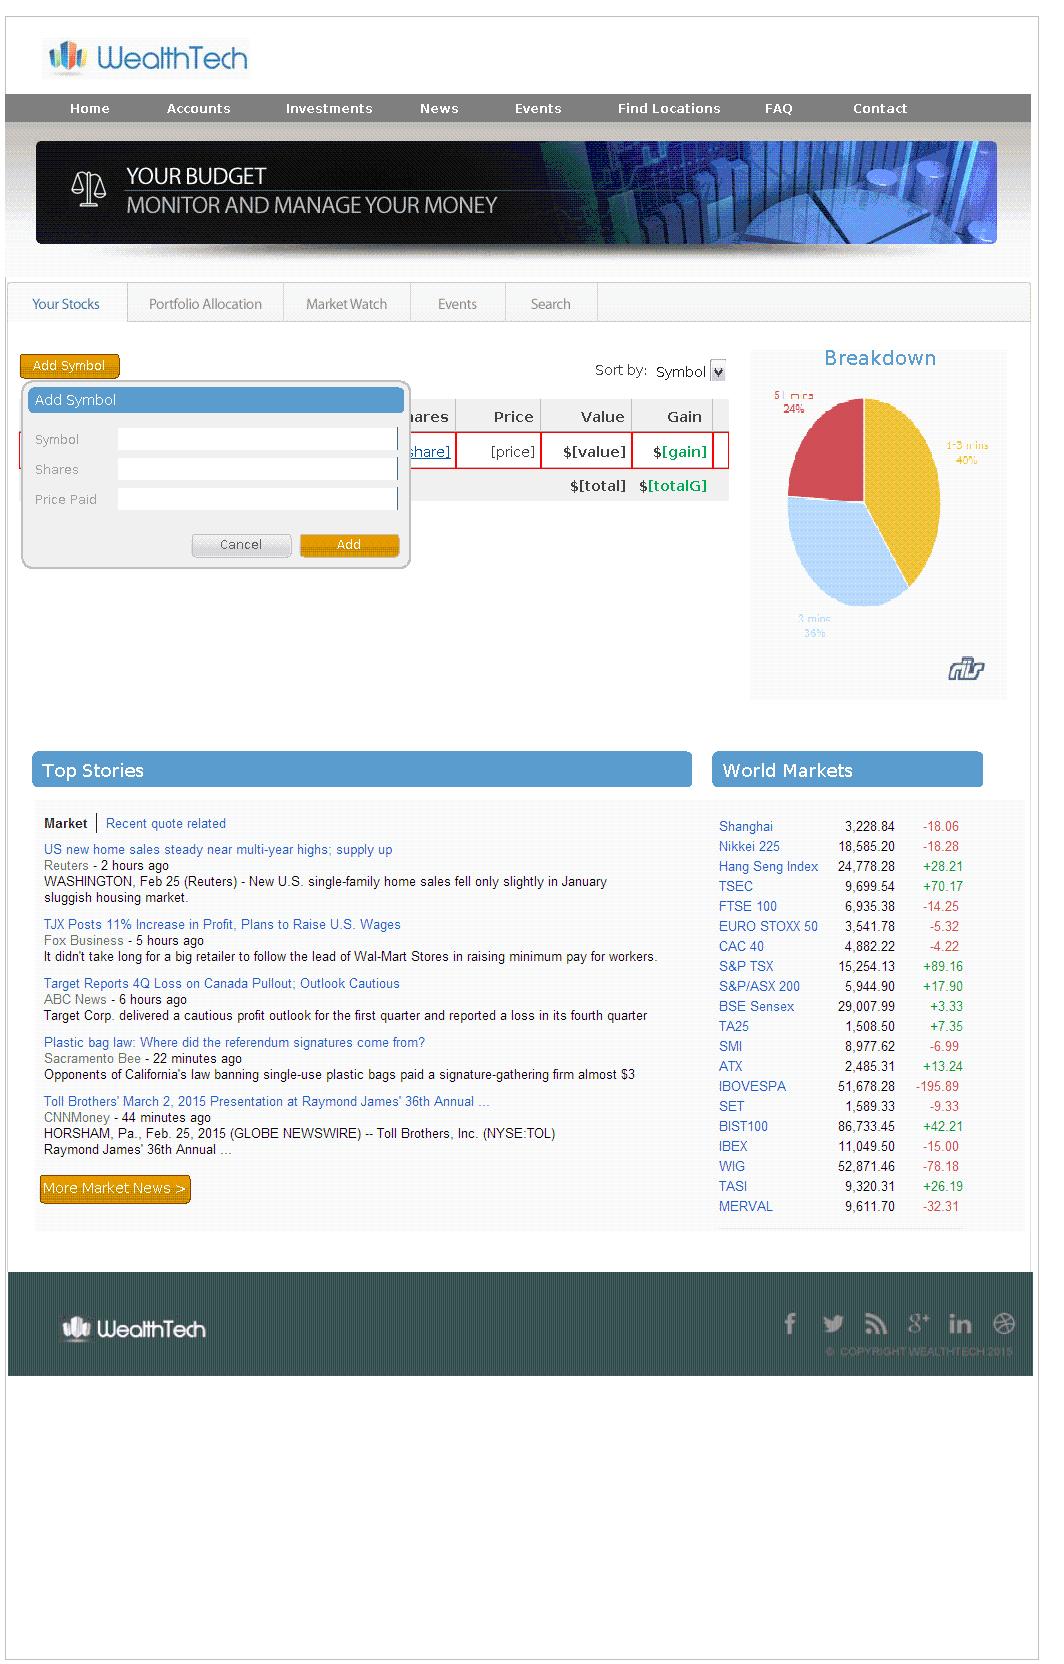 WealthTech
Home Accounts Investments News Events Find Locations FAQ Contact
YOUR BUDGET
MONITOR AND MANAGE YOUR MONEY
Your Stocks Portfolio Allocation Market Watch Events Search
Add Symbol
Sort by: Symbol
Add Symbol
Symbol
Shares
Price Paid
Cancel Add
ares Price Value Gain
share] [price] $[value] $[gain]
$[total] $[totalG]
Breakdown
24%
1-3 mins
40%
3 mins
36%
Top Stories
Market Recent quote related
US new home sales steady near multi-year highs; supply up
Reuters - 2 hours ago
WASHINGTON, Feb 25 (Reuters) - New U.S. single-family home sales fell only slightly in January
sluggish housing market.
TJX Posts 11% Increase in Profit, Plans to Raise U.S. Wages
Fox Business - 5 hours ago
It didn't take long for a big retailer to follow the lead of Wal-Mart Stores in raising minimum pay for workers.
Target Reports 4Q Loss on Canada Pullout; Outlook Cautious
ABC News - 6 hours ago
Target Corp. delivered a cautious profit outlook for the first quarter and reported a loss in its fourth quarter
Plastic bag law: Where did the referendum signatures come from?
Sacramento Bee - 22 minutes ago
Opponents of California's law banning single-use plastic bags paid a signature-gathering firm almost $3
Toll Brothers' March 2, 2015 Presentation at Raymond James' 36th Annual ...
CNNMoney - 44 minutes ago
HORSHAM, Pa., Feb. 25, 2015 (GLOBE NEWSWIRE) -- Toll Brothers, Inc. (NYSE:TOL)
Raymond James' 36th Annual ...
More Market News >
World Markets
Shanghai 3,228.84 -18.06
Nikkei 225 18,585.20 -18.28
Hang Seng Index 24,778.28 +28.21
TSEC 9,699.54 +70.17
FTSE 100 6,935.38 -14.25
EURO STOXX 50 3,541.78 -5.32
CAC 40 4,882.22 -4.22
S&P TSX 15,254.13 +89.16
S&P/ASX 200 5,944.90 +17.90
BSE Sensex 29,007.99 +3.33
TA25 1,508.50 +7.35
SMI 8,977.62 -6.99
ATX 2,485.31 +13.24
IBOVESPA 51,678.28 -195.89
SET 1,589.33 -9.33
BIST100 86,733.45 +42.21
IBEX 11,049.50 -15.00
WIG 52,871.46 -78.18
TASI 9,320.31 +26.19
MERVAL 9,611.70 -32.31
WealthTech
© COPYRIGHT WEALTHTECH 2015